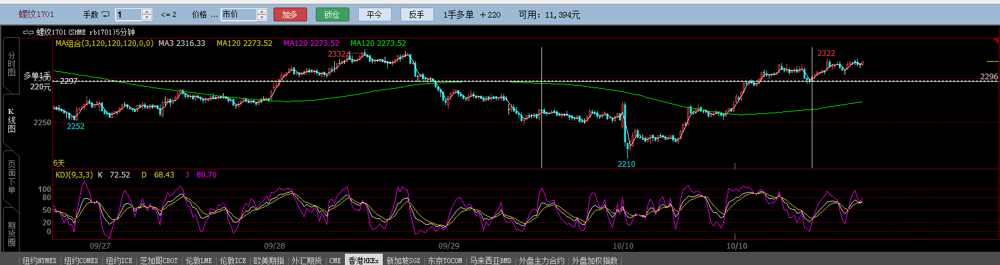 螺纹1701 手数 1 <= 2 价格 ... 市价 加多 锁仓 平今 反手 1手多单 +220 可用: 11,394元
螺纹1701(SHME rb1701)5分钟
MA组合(3,120,120,120,0,0) MA3 2316.33 MA120 2273.52 MA120 2273.52 MA120 2273.52
分时图
K线图
页面下单
期货圈
2332
2322
多单1手
2300
2297
2296
220元
2250
2252
2210
6天
KDJ(9,3,3) K 72.52 D 68.43 J 80.70
100
80
50
20
0
09/27 09/28 09/29 10/10 10/10
纽约NYMEX 纽约COMEX 纽约ICE 芝加哥CBOT 伦敦LME 伦敦ICE 欧美期指 外汇期货 CME 香港HKEx 新加坡SGX 东京TOCOM 马来西亚BMD 外盘主力合约 外盘加权指数